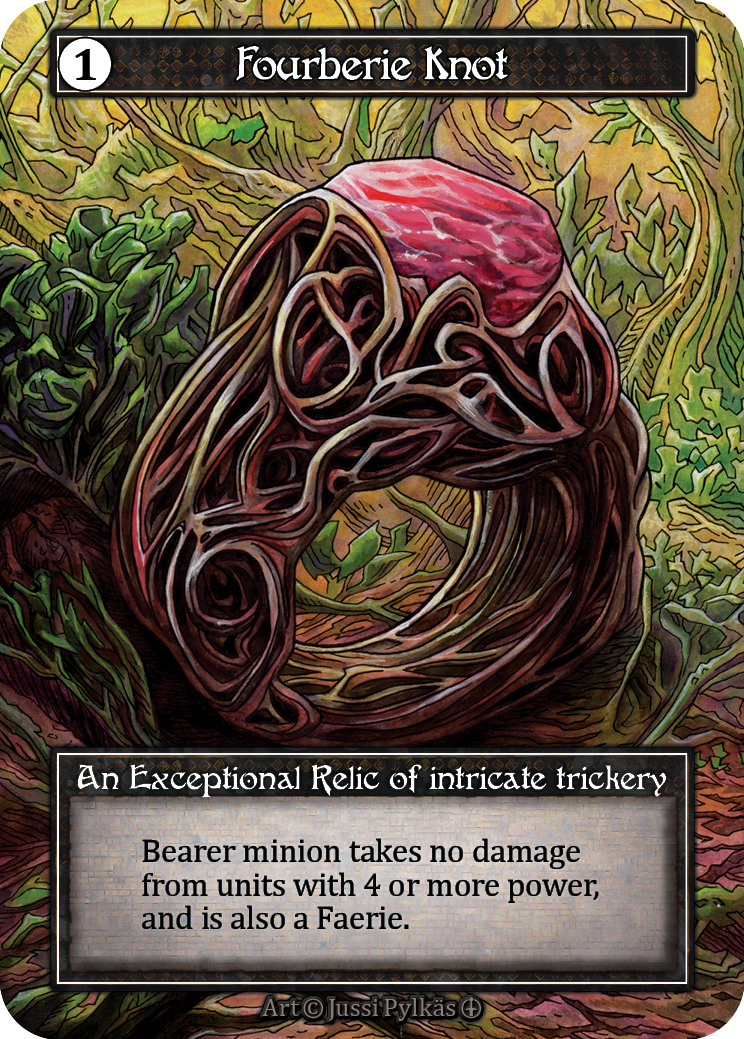 1
Fourberie Knot
An Exceptional Relic of intricate trickery
Bearer minion takes no damage
from units with 4 or more power,
and is also a Faerie.
Art © Jussi Pylkäs